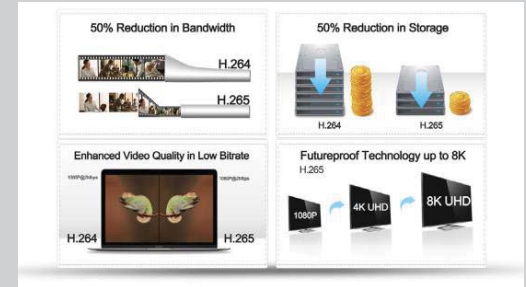 50% Reduction in Bandwidth
H.264
H.265
50% Reduction in Storage
H.264
H.265
Enhanced Video Quality in Low Bitrate
H.264
H.265
Futureproof Technology up to 8K
H.265
1080P
4K UHD
8K UHD